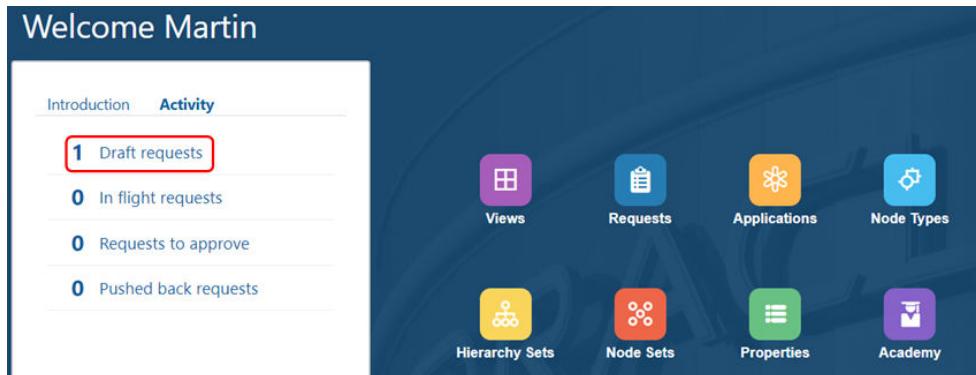 Welcome Martin
Introduction Activity
1 Draft requests
0 In flight requests
0 Requests to approve
0 Pushed back requests
Views Requests Applications Node Types
Hierarchy Sets Node Sets Properties Academy